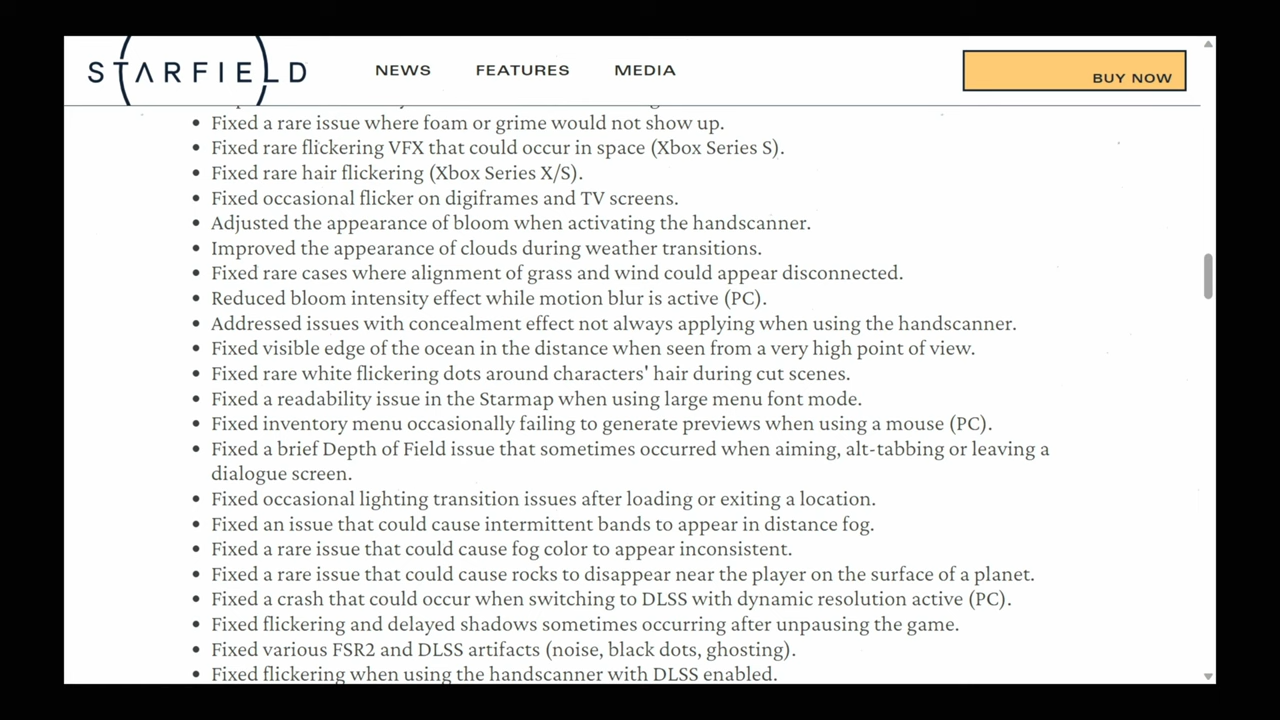 STARFIELD
NEWS
FEATURES
MEDIA
BUY NOW
Fixed a rare issue where foam or grime would not show up.
Fixed rare flickering VFX that could occur in space (Xbox Series S).
Fixed rare hair flickering (Xbox Series X/S).
Fixed occasional flicker on digiframes and TV screens.
Adjusted the appearance of bloom when activating the handscanner.
Improved the appearance of clouds during weather transitions.
Fixed rare cases where alignment of grass and wind could appear disconnected.
Reduced bloom intensity effect while motion blur is active (PC).
Addressed issues with concealment effect not always applying when using the handscanner.
Fixed visible edge of the ocean in the distance when seen from a very high point of view.
Fixed rare white flickering dots around characters' hair during cut scenes.
Fixed a readability issue in the Starmap when using large menu font mode.
Fixed inventory menu occasionally failing to generate previews when using a mouse (PC).
Fixed a brief Depth of Field issue that sometimes occurred when aiming, alt-tabbing or leaving a
dialogue screen.
Fixed occasional lighting transition issues after loading or exiting a location.
Fixed an issue that could cause intermittent bands to appear in distance fog.
Fixed a rare issue that could cause fog color to appear inconsistent.
Fixed a rare issue that could cause rocks to disappear near the player on the surface of a planet.
Fixed a crash that could occur when switching to DLSS with dynamic resolution active (PC).
Fixed flickering and delayed shadows sometimes occurring after unpausing the game.
Fixed various FSR2 and DLSS artifacts (noise, black dots, ghosting).
Fixed flickering when using the handscanner with DLSS enabled.